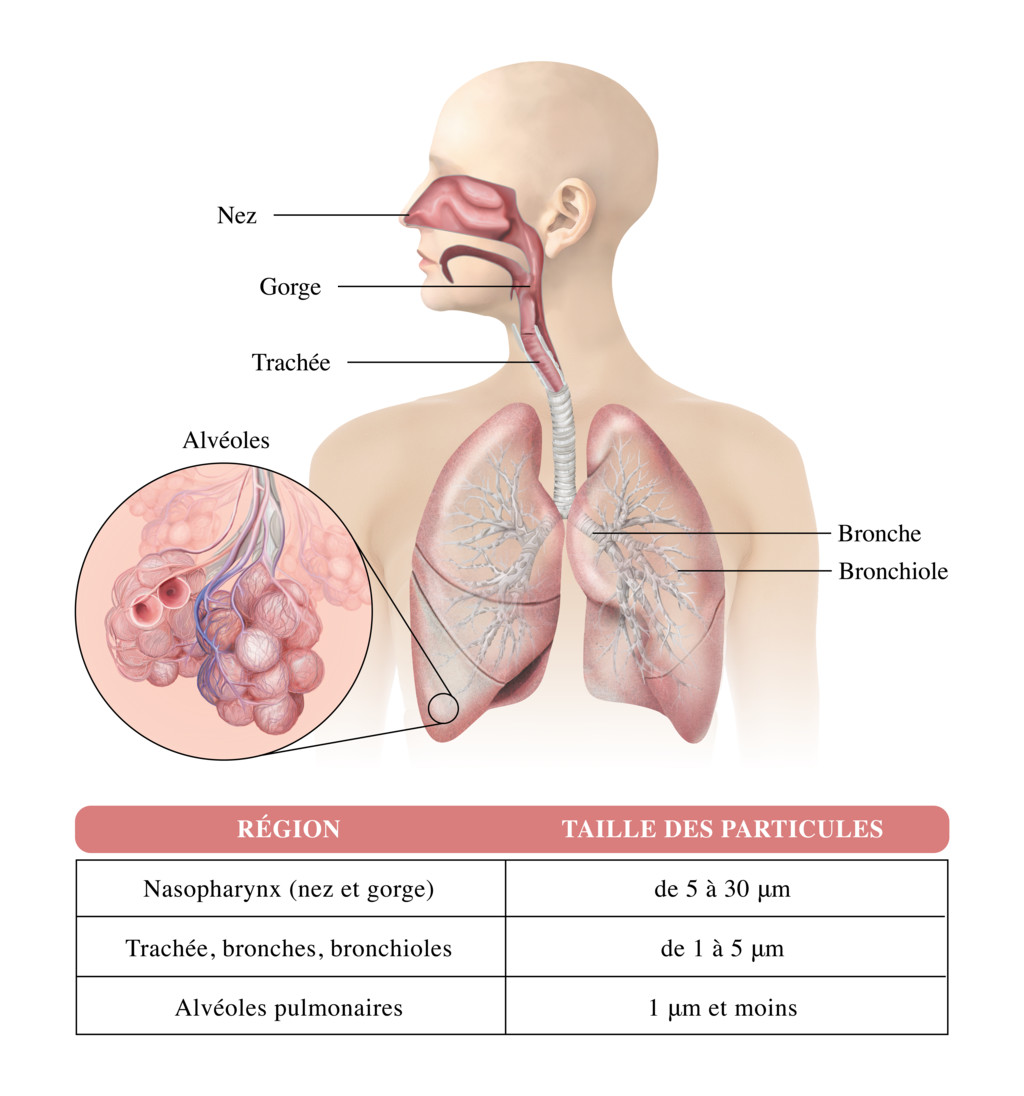 Nez
Gorge
Trachée
Alvéoles
Bronche
Bronchiole
RÉGION TAILLE DES PARTICULES
Nasopharynx (nez et gorge) de 5 à 30 µm
Trachée, bronches, bronchioles de 1 à 5 µm
Alvéoles pulmonaires 1 µm et moins